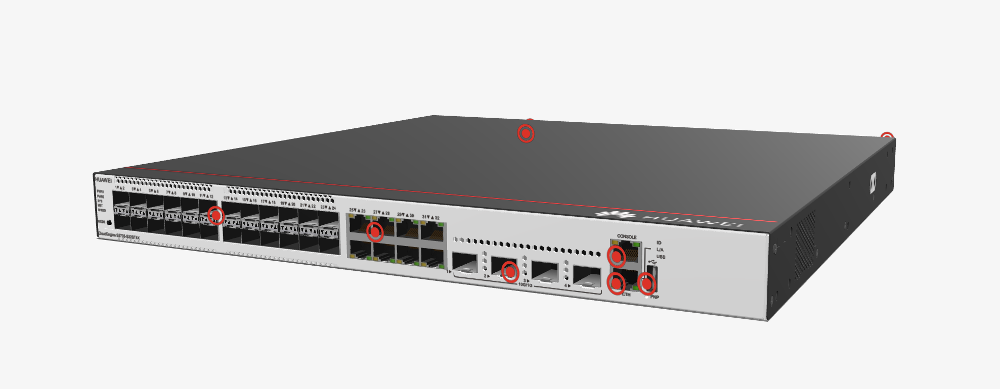 HUAWEI
PWR1
PWR2
SYS
MST
SPEED
MODE
1▼▲2 3▼▲4 5▼▲6 7▼▲8 9▼▲10 11▼▲12
13▼▲14 15▼▲16 17▼▲18 19▼▲20 21▼▲22 23▼▲24
25▼▲26 27▼▲28 29▼▲30 31▼▲32
CloudEngine S5735-S32ST4X
1▶ 2▶ 3▶ 4▶
10G/1G
HUAWEI
CONSOLE
ETH
ID
L/A
USB
PNP